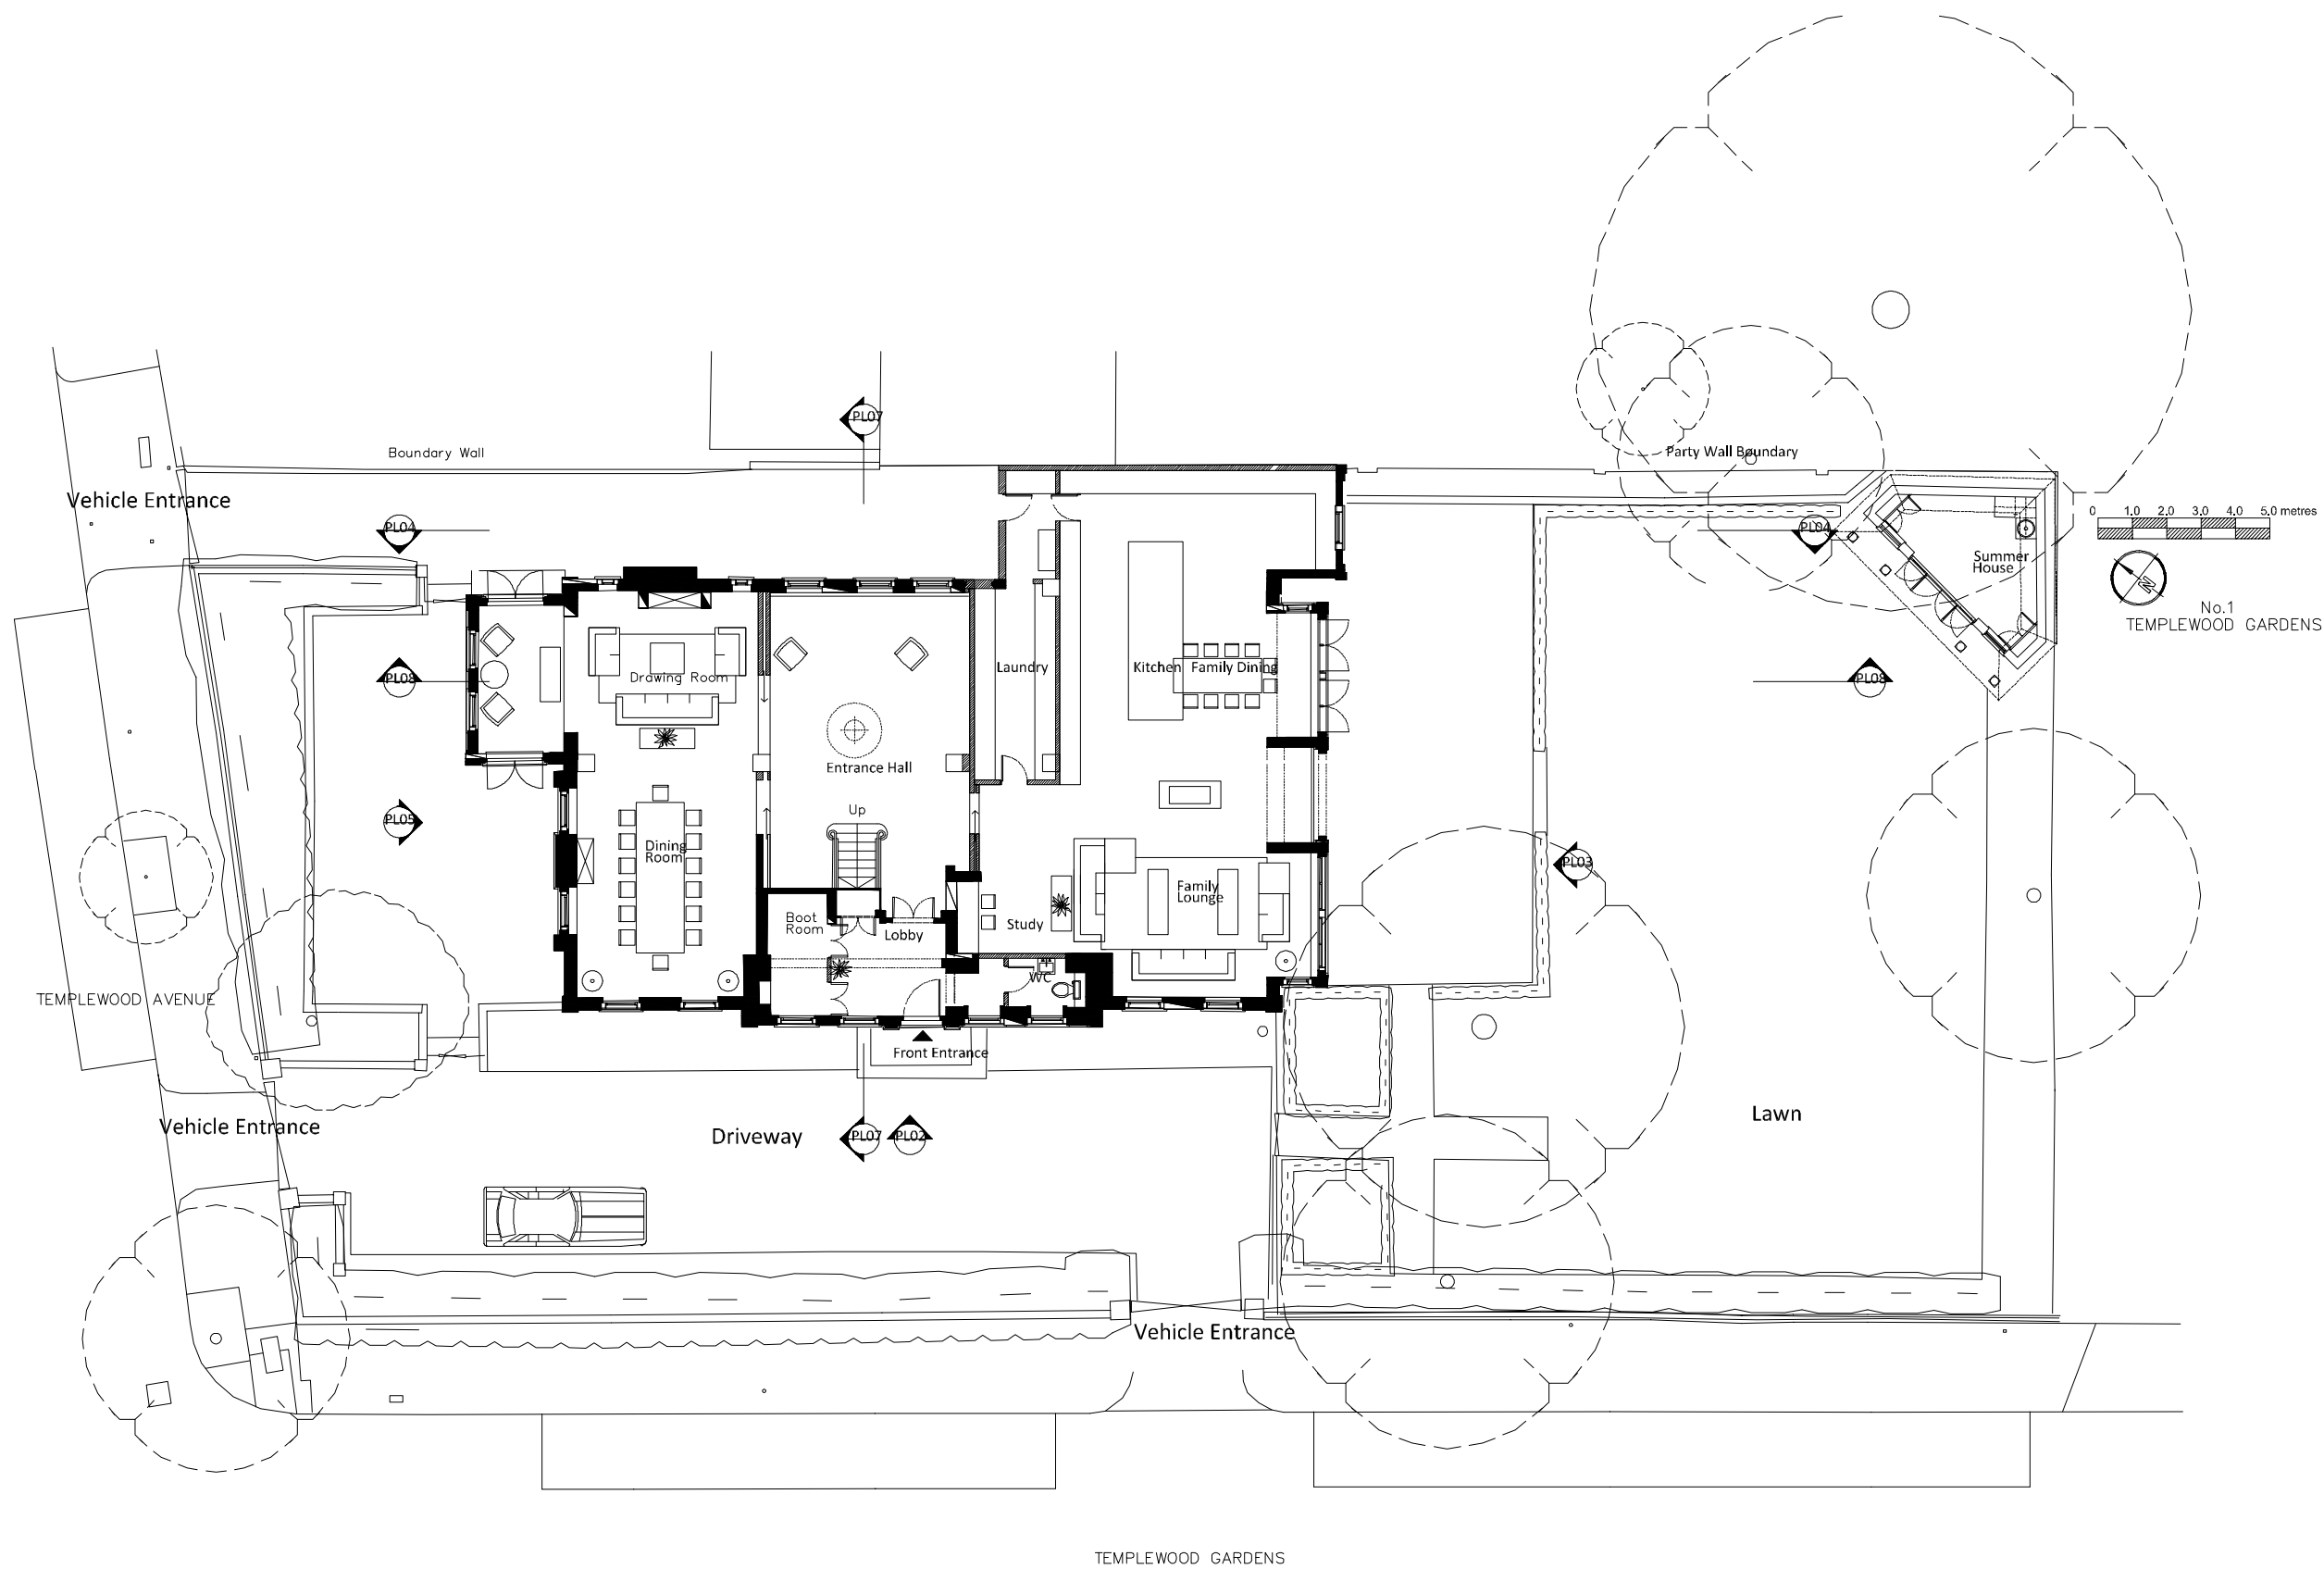 PL07
Boundary Wall
Party Wall Boundary
Vehicle Entrance
0 1.0 2.0 3.0 4.0 5.0 metres
PL04
PL04
Summer
House
N
No.1
TEMPLEWOOD GARDENS
Laundry
Kitchen
Family Dining
Drawing Room
PL08
PL08
Entrance Hall
Up
PL05
Dining
Room
PL03
Family
Lounge
Boot
Room
Study
Lobby
WC
TEMPLEWOOD AVENUE
Front Entrance
Lawn
Vehicle Entrance
Driveway
PL07
PL02
Vehicle Entrance
TEMPLEWOOD GARDENS